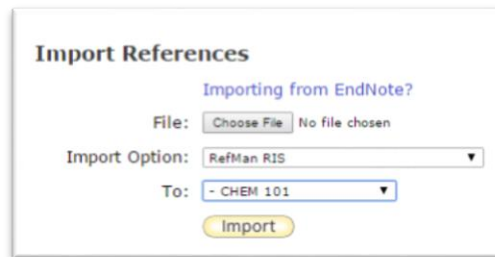 Import References
Importing from EndNote?
File: Choose File No file chosen
Import Option: RefMan RIS
To: - CHEM 101
Import